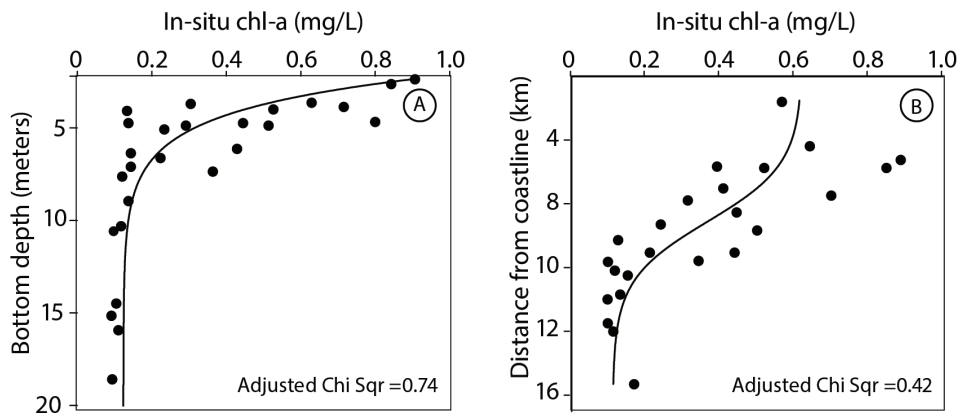 In-situ chl-a (mg/L)
0 0.2 0.4 0.6 0.8 1.0
A
Bottom depth (meters)
5
10
15
20
Adjusted Chi Sqr =0.74
In-situ chl-a (mg/L)
0 0.2 0.4 0.6 0.8 1.0
B
Distance from coastline (km)
4
8
10
12
16
Adjusted Chi Sqr =0.42